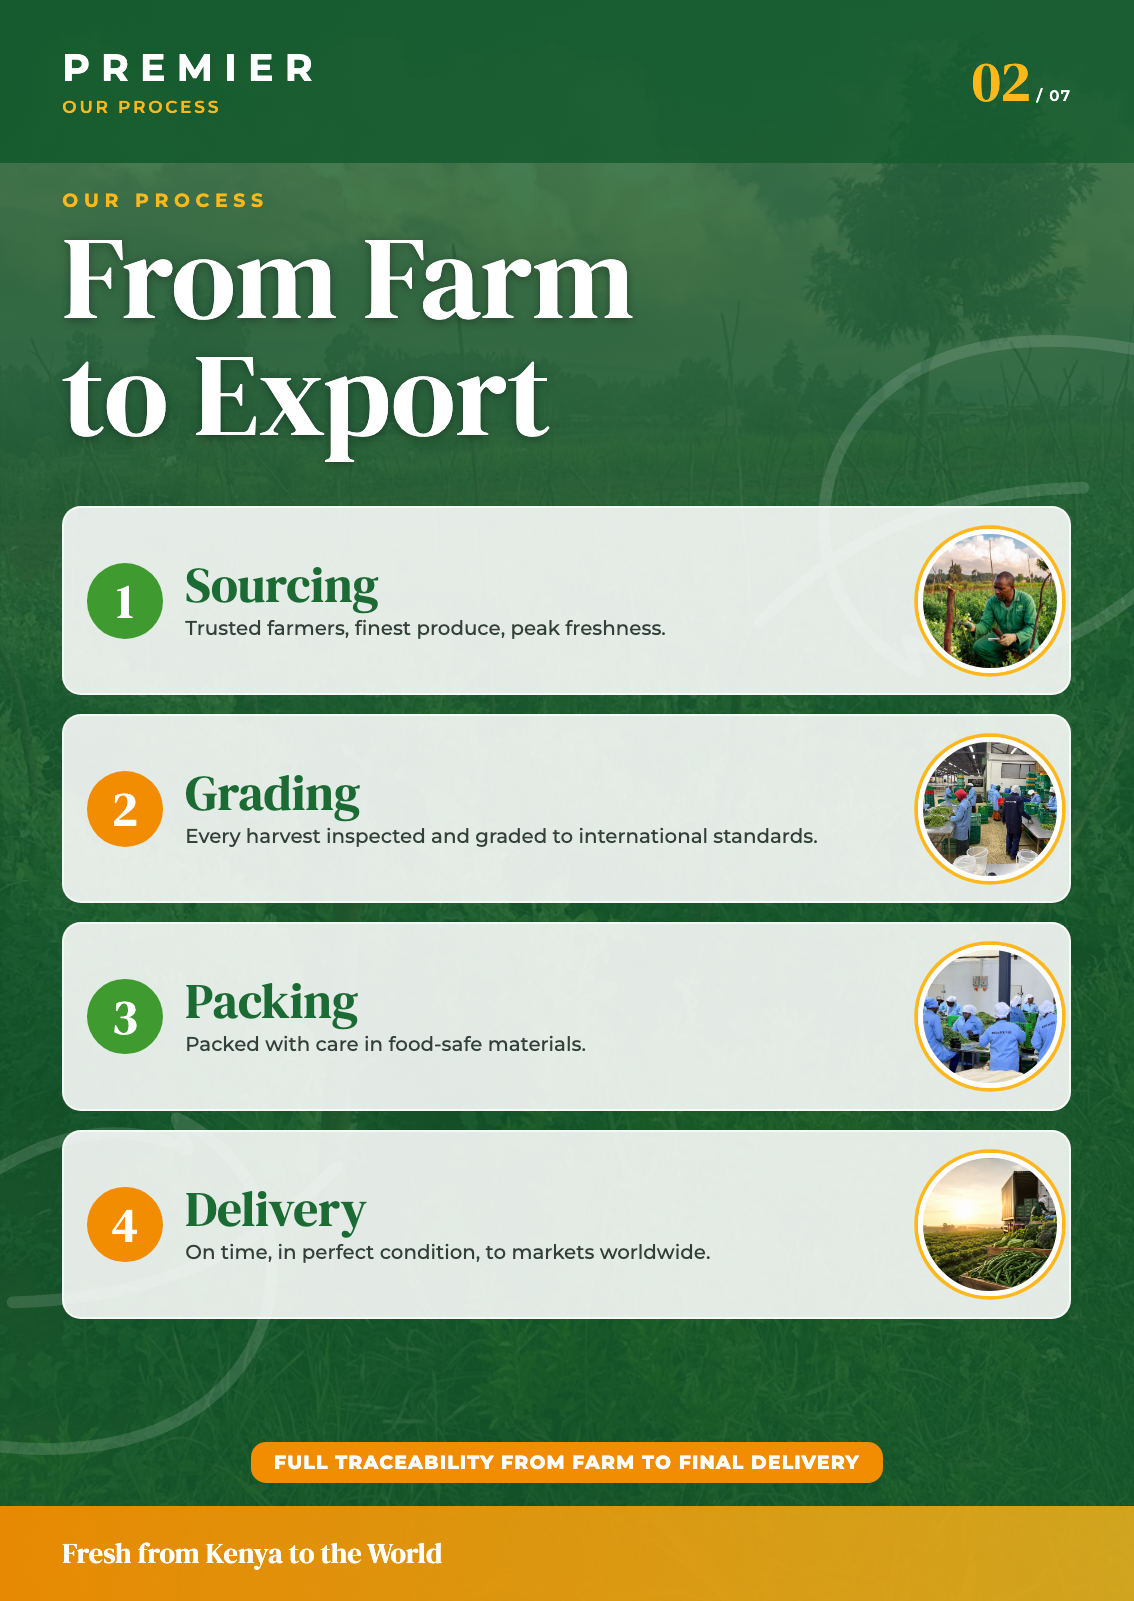 PREMIER
OUR PROCESS
02 / 07
OUR PROCESS
From Farm
to Export
1
Sourcing
Trusted farmers, finest produce, peak freshness.
2
Grading
Every harvest inspected and graded to international standards.
3
Packing
Packed with care in food-safe materials.
4
Delivery
On time, in perfect condition, to markets worldwide.
FULL TRACEABILITY FROM FARM TO FINAL DELIVERY
Fresh from Kenya to the World